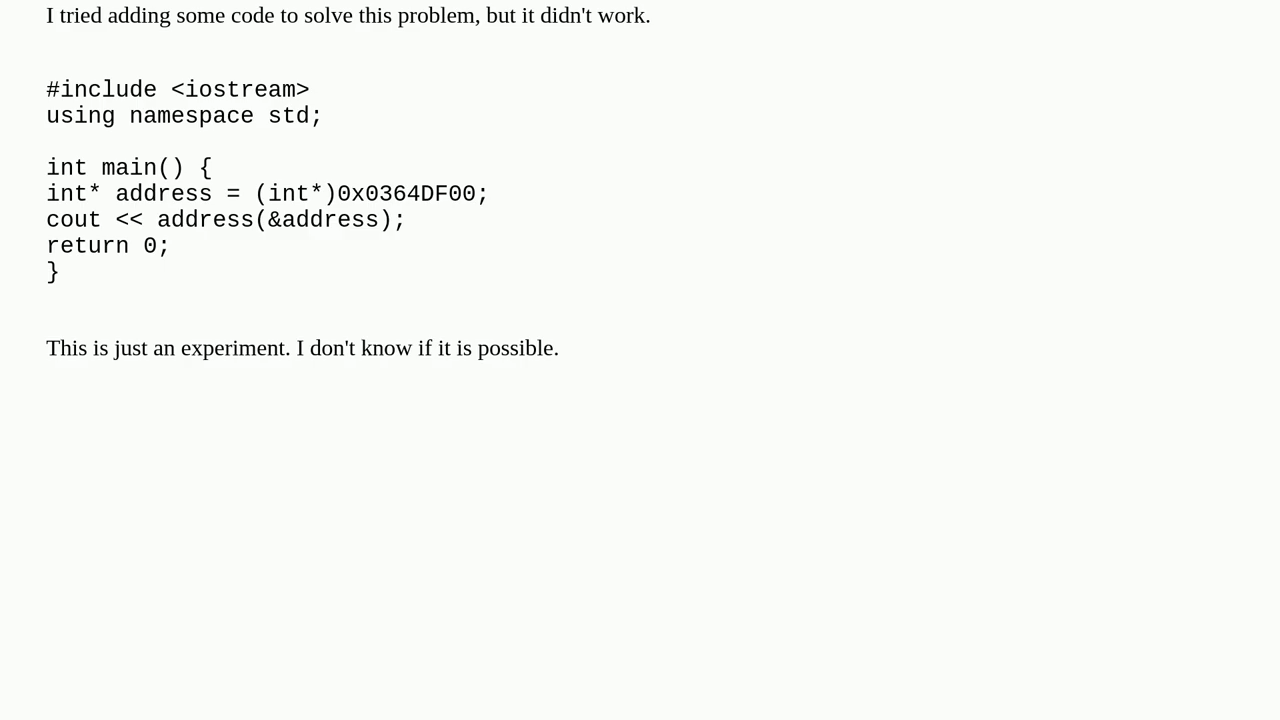 I tried adding some code to solve this problem, but it didn't work.
#include <iostream>
using namespace std;
int main() {
int* address = (int*)0x0364DF00;
cout << address(&address);
return 0;
}
This is just an experiment. I don't know if it is possible.